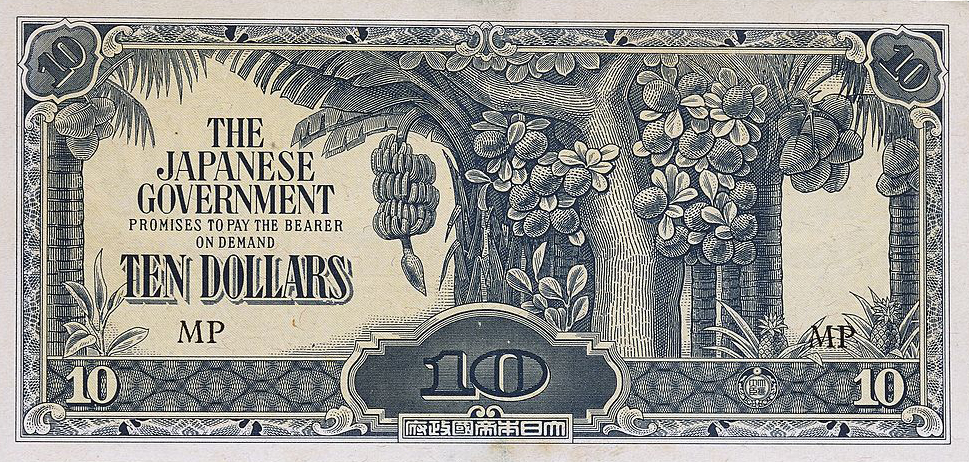 10
10
THE
JAPANESE
GOVERNMENT
PROMISES TO PAY THE BEARER
ON DEMAND
TEN DOLLARS
MP
MP
10
10
10
大日本帝國政府